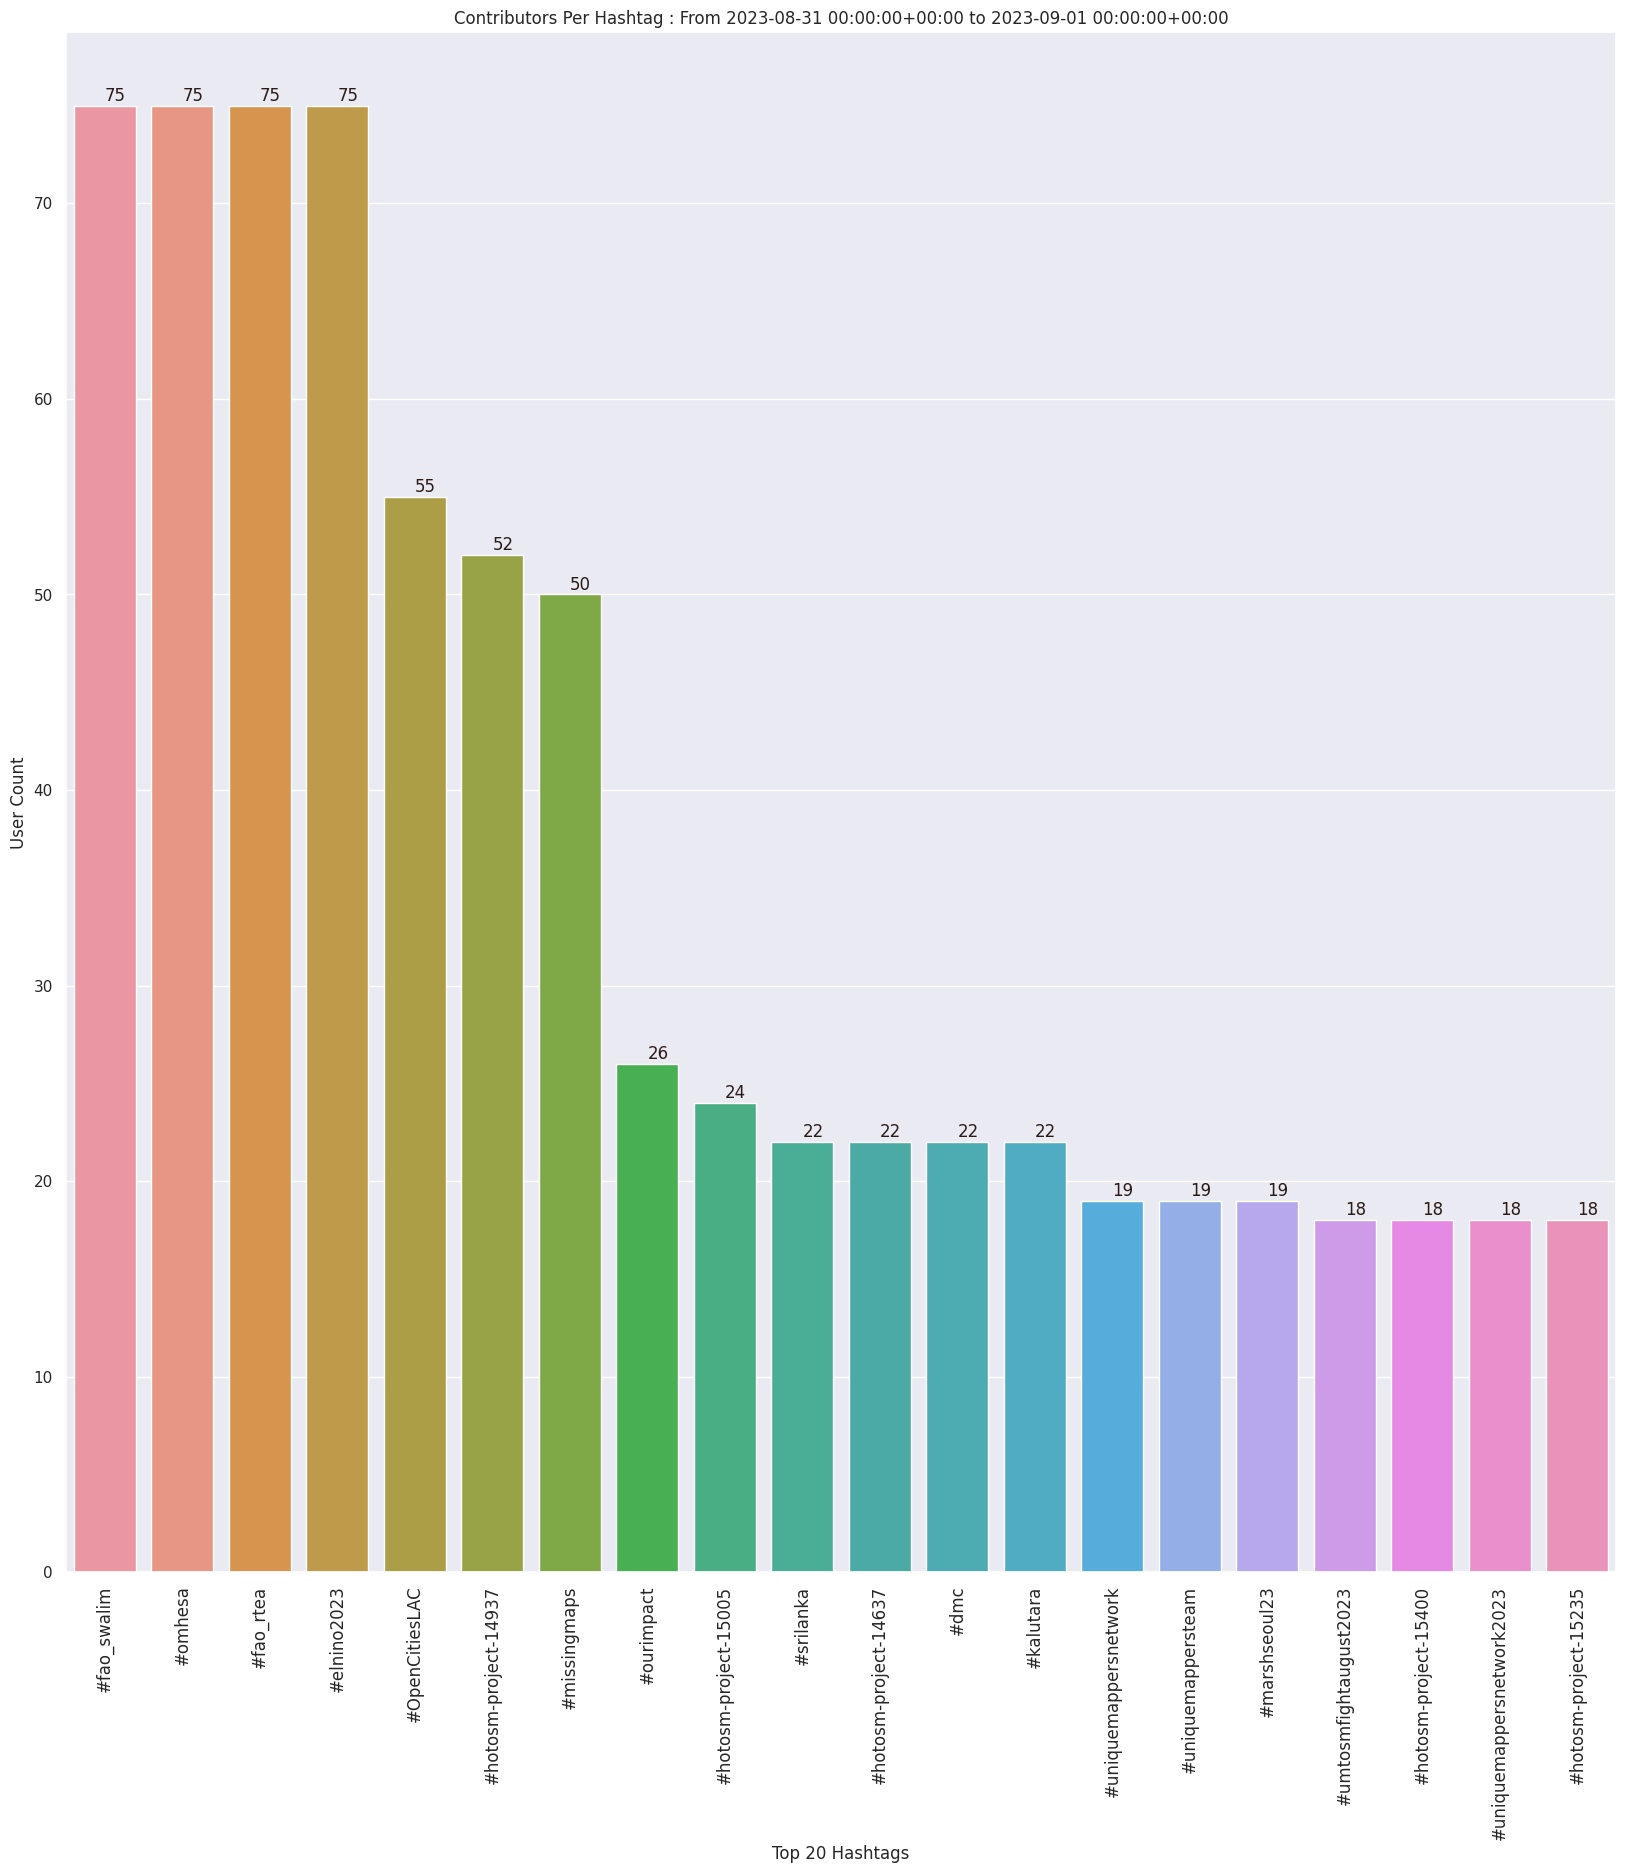 Contributors Per Hashtag : From 2023-08-31 00:00:00+00:00 to 2023-09-01 00:00:00+00:00
75
75
75
75
55
52
50
26
24
22
22
22
22
19
19
19
18
18
18
18
User Count
70
60
50
40
30
20
10
0
#fao_swalim
#omhesa
#fao_rtea
#elnino2023
#OpenCitiesLAC
#hotosm-project-14937
#missingmaps
#ourimpact
#hotosm-project-15005
#srilanka
#hotosm-project-14637
#dmc
#kalutara
#uniquemappersnetwork
#uniquemappersteam
#marshseoul23
#umtosmfightaugust2023
#hotosm-project-15400
#uniquemappersnetwork2023
#hotosm-project-15235
Top 20 Hashtags